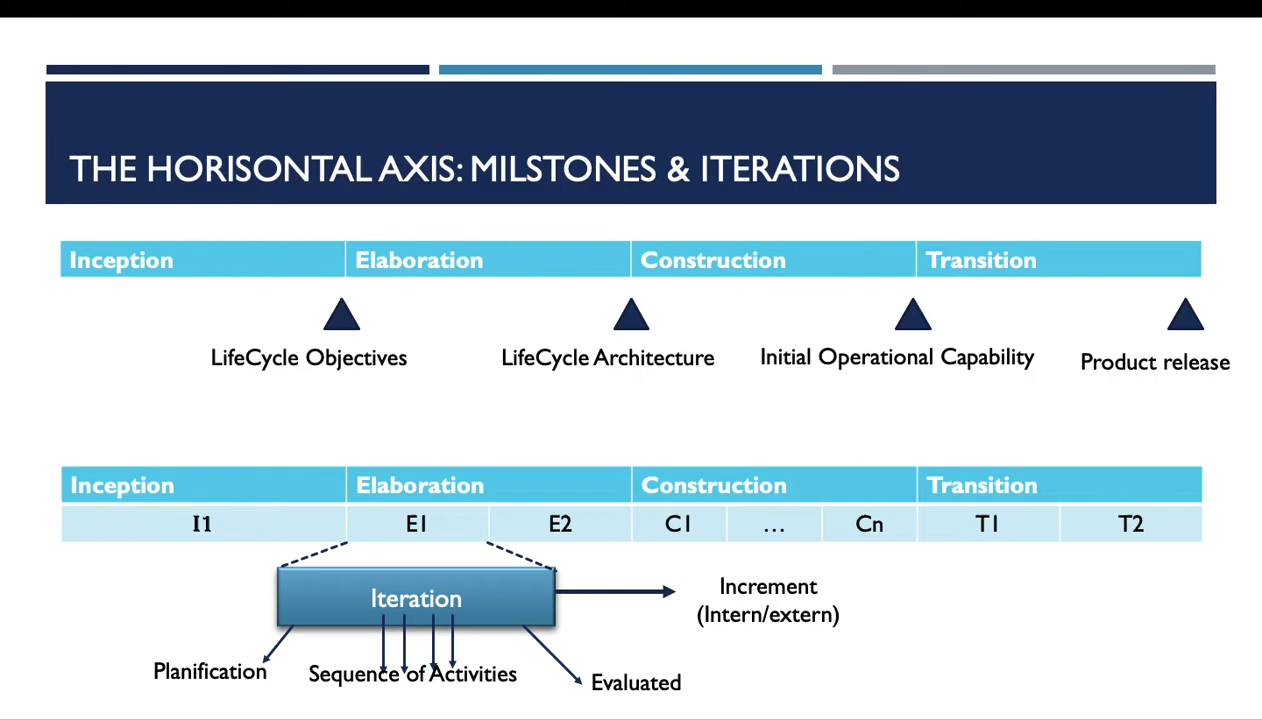 THE HORISONTAL AXIS: MILSTONES & ITERATIONS
Inception Elaboration Construction Transition
LifeCycle Objectives LifeCycle Architecture Initial Operational Capability Product release
Inception Elaboration Construction Transition
I1 E1 E2 C1 ... Cn T1 T2
Iteration
Increment
(Intern/extern)
Planification Sequence of Activities Evaluated